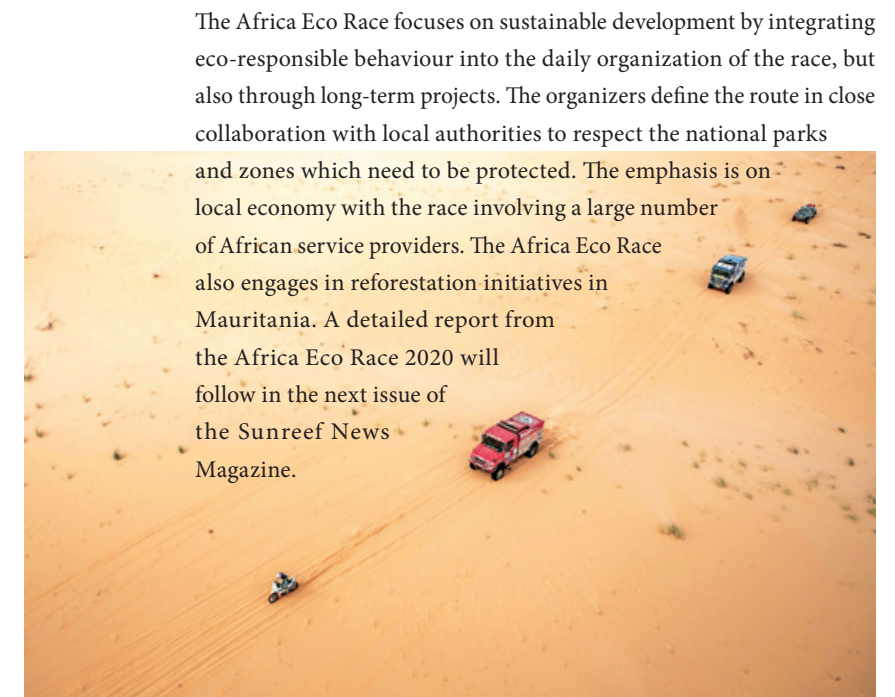 The Africa Eco Race focuses on sustainable development by integrating
eco-responsible behaviour into the daily organization of the race, but
also through long-term projects. The organizers define the route in close
collaboration with local authorities to respect the national parks
and zones which need to be protected. The emphasis is on
local economy with the race involving a large number
of African service providers. The Africa Eco Race
also engages in reforestation initiatives in
Mauritania. A detailed report from
the Africa Eco Race 2020 will
follow in the next issue of
the Sunreef News
Magazine.